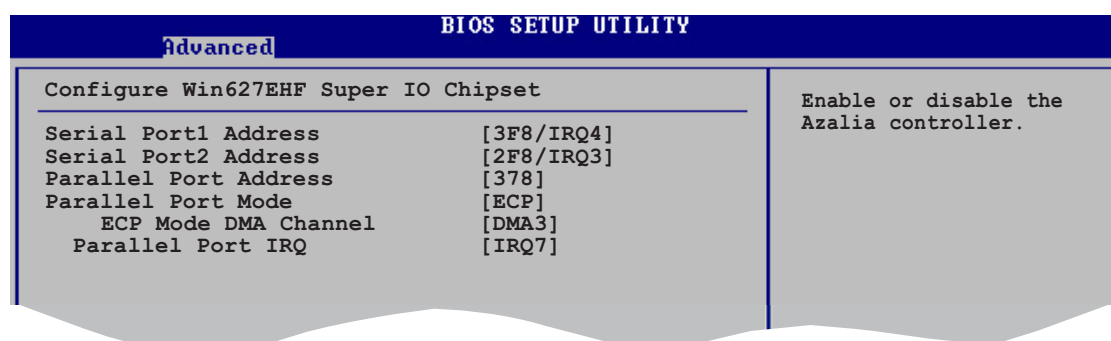 BIOS SETUP UTILITY
Advanced
Configure Win627EHF Super IO Chipset
Serial Port1 Address [3F8/IRQ4]
Serial Port2 Address [2F8/IRQ3]
Parallel Port Address [378]
Parallel Port Mode [ECP]
ECP Mode DMA Channel [DMA3]
Parallel Port IRQ [IRQ7]
Enable or disable the
Azalia controller.